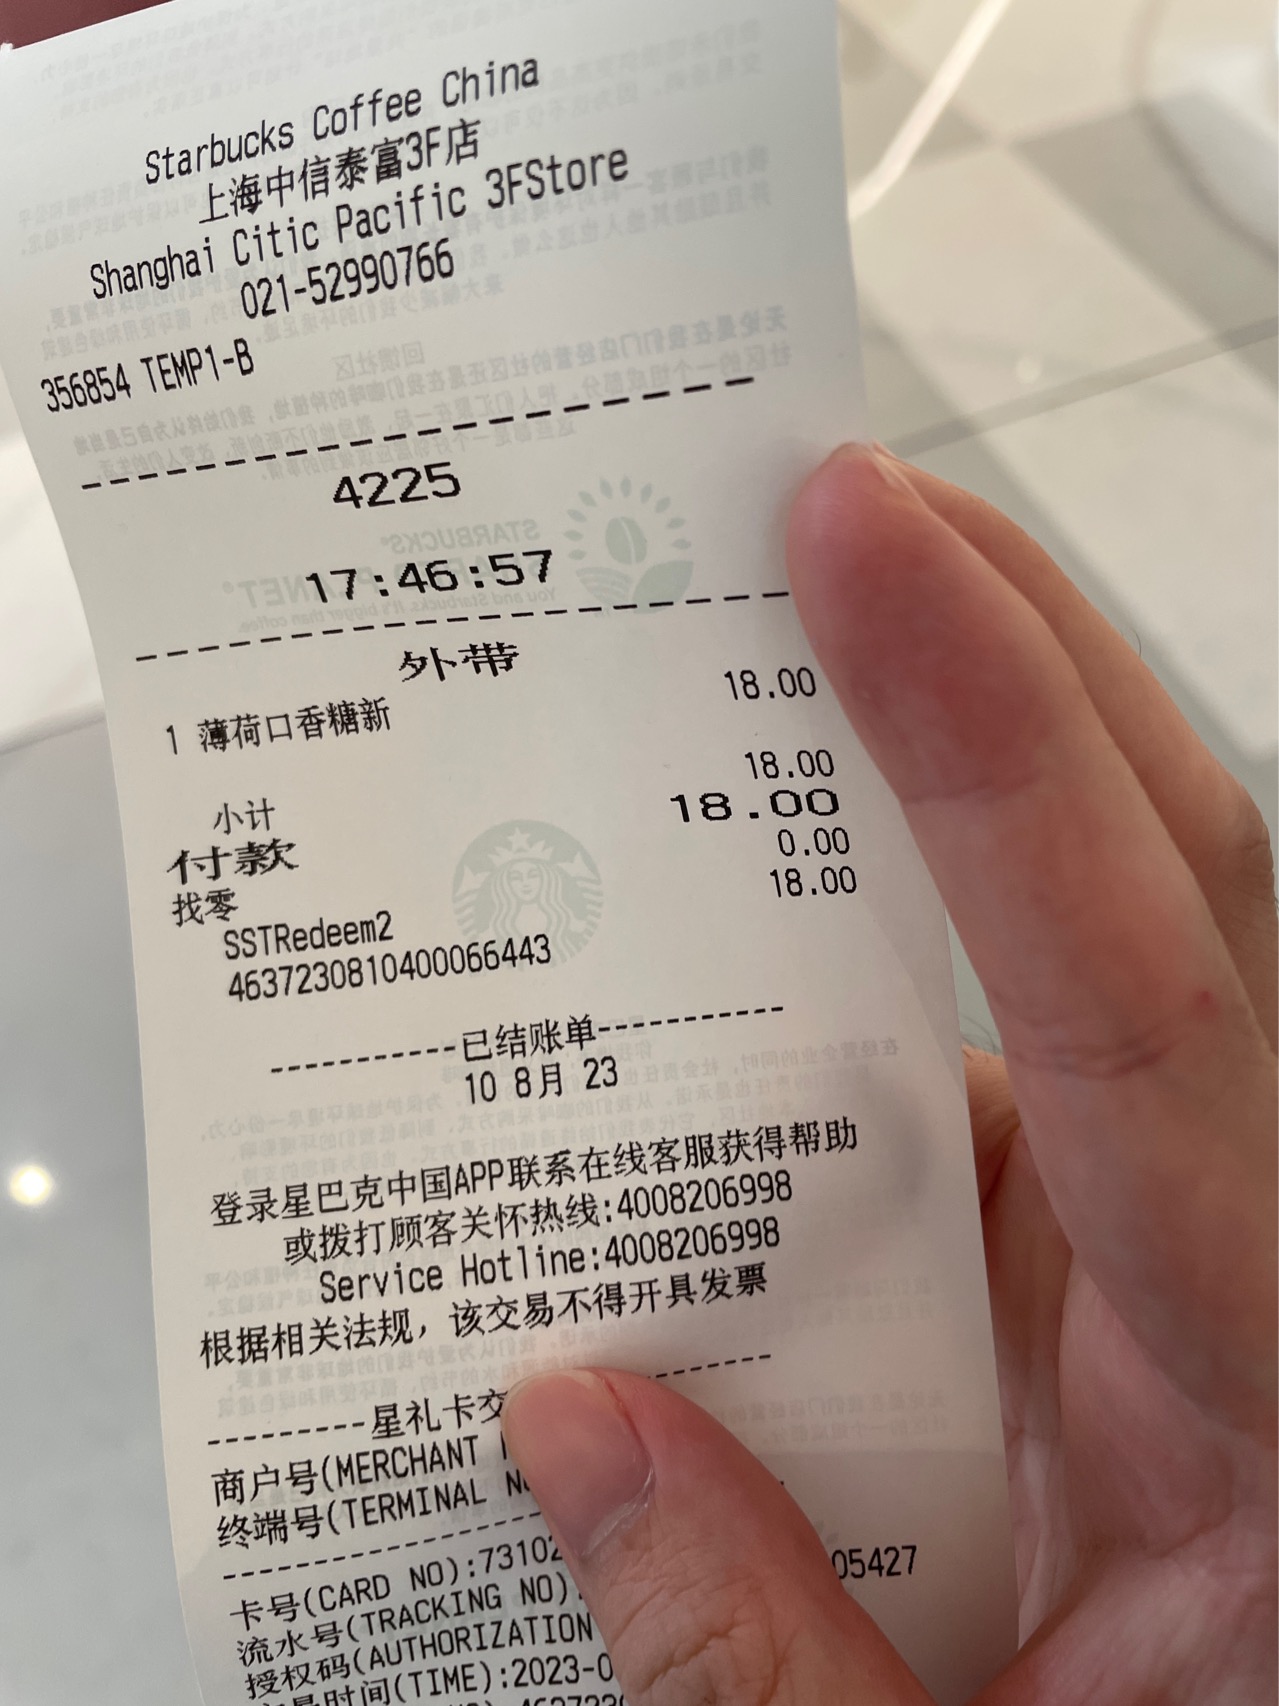 Starbucks Coffee China
上海中信泰富3F店
Shanghai Citic Pacific 3FStore
021-52990766
356854 TEMP1-B
4225
17:46:57
外带
1 薄荷口香糖新 18.00
小计 18.00
付款 18.00
找零 0.00
SSTRedeem2 18.00
4637230810400066443
----------已结账单-----------
10 8月 23
登录星巴克中国APP联系在线客服获得帮助
或拨打顾客关怀热线:4008206998
Service Hotline:4008206998
根据相关法规，该交易不得开具发票
---------星礼卡交
商户号(MERCHANT
终端号(TERMINAL
卡号(CARD NO):73102 05427
流水号(TRACKING NO):
授权码(AUTHORIZATION
时间(TIME):2023-0